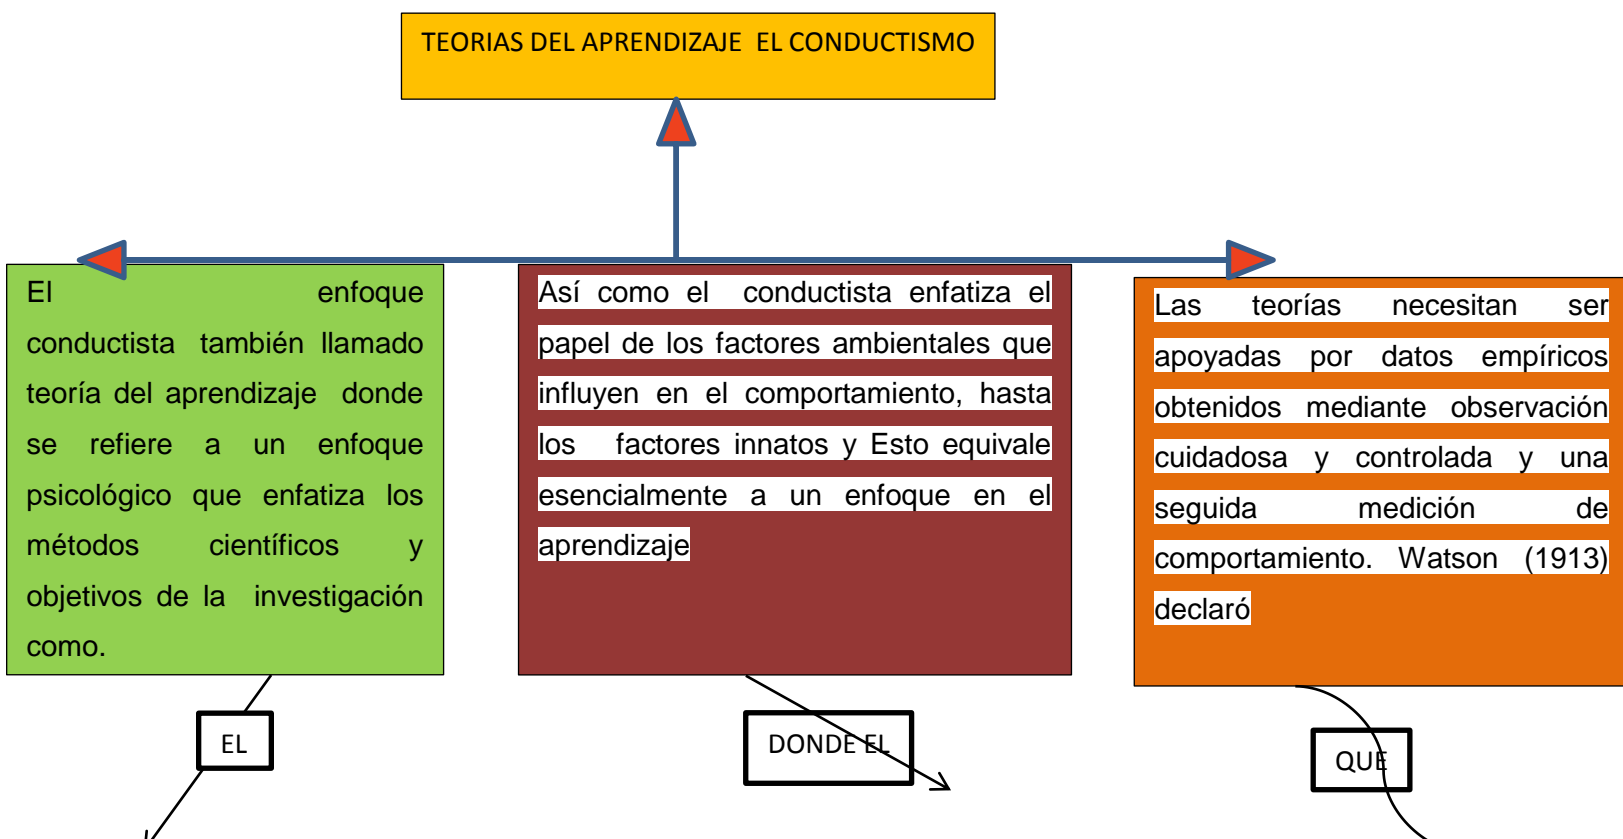 TEORIAS DEL APRENDIZAJE EL CONDUCTISMO
El enfoque
conductista también llamado
teoría del aprendizaje donde
se refiere a un enfoque
psicológico que enfatiza los
métodos científicos y
objetivos de la investigación
como.
Así como el conductista enfatiza el
papel de los factores ambientales que
influyen en el comportamiento, hasta
los factores innatos y Esto equivale
esencialmente a un enfoque en el
aprendizaje
Las teorías necesitan ser
apoyadas por datos empíricos
obtenidos mediante observación
cuidadosa y controlada y una
seguida medición de
comportamiento. Watson (1913)
declaró
EL
DONDE EL
QUE